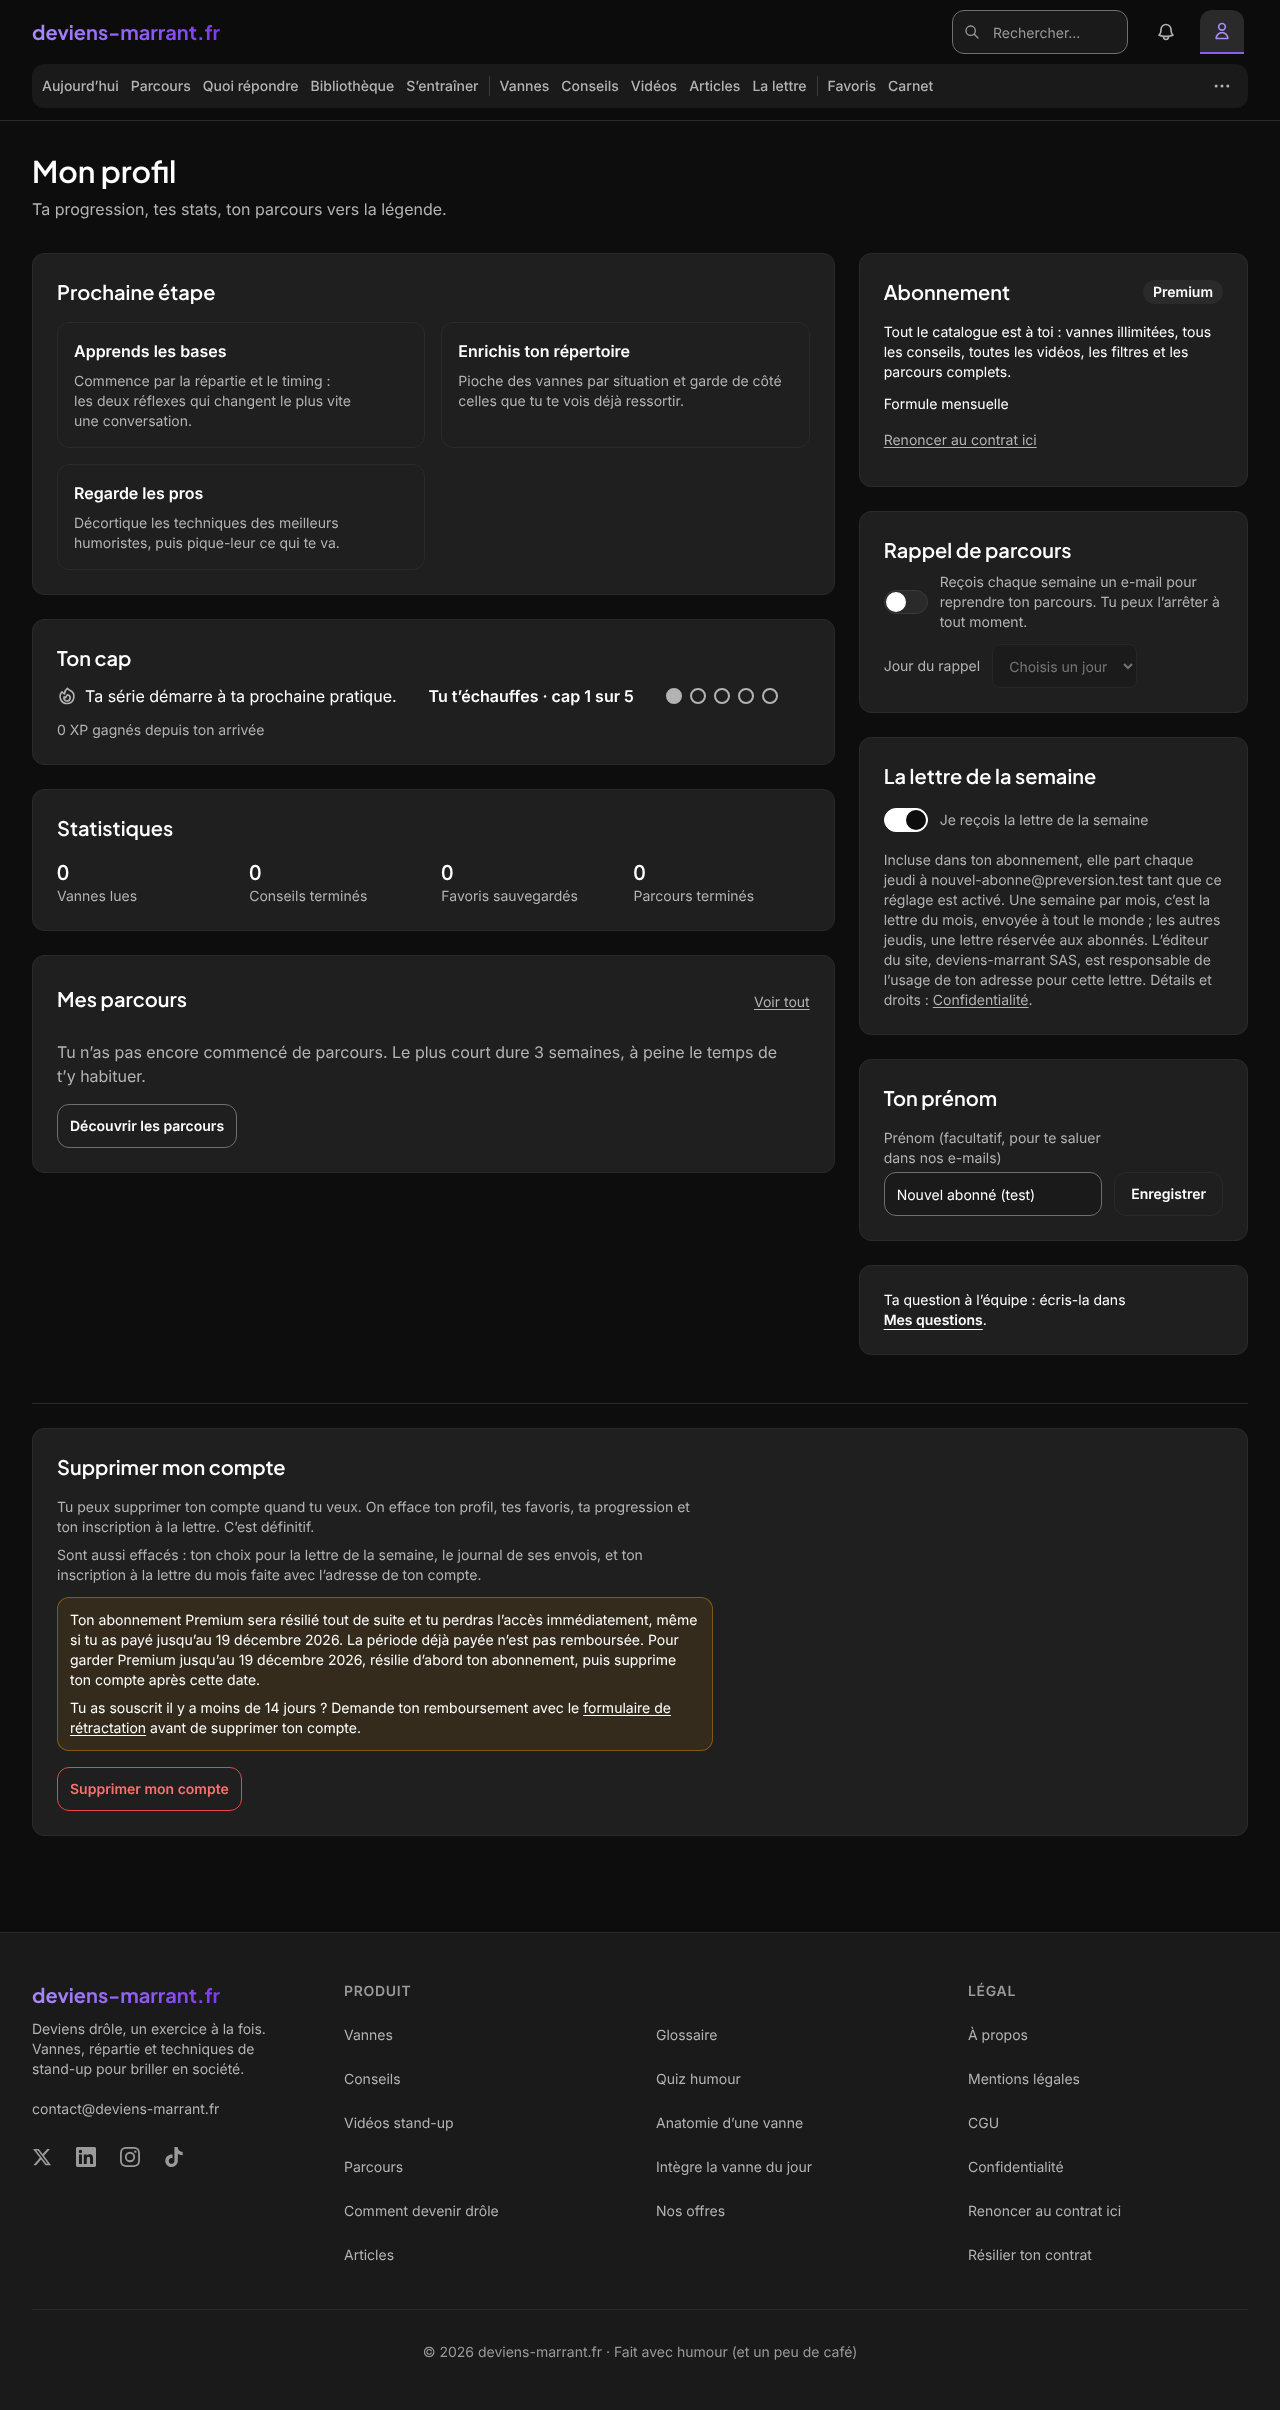 deviens-marrant.fr
Rechercher...
Aujourd’hui Parcours Quoi répondre Bibliothèque S’entraîner Vannes Conseils Vidéos Articles La lettre Favoris Carnet
Mon profil
Ta progression, tes stats, ton parcours vers la légende.
Prochaine étape
Apprends les bases
Commence par la répartie et le timing :
les deux réflexes qui changent le plus vite
une conversation.
Enrichis ton répertoire
Pioche des vannes par situation et garde de côté
celles que tu te vois déjà ressortir.
Regarde les pros
Décortique les techniques des meilleurs
humoristes, puis pique-leur ce qui te va.
Ton cap
Ta série démarre à ta prochaine pratique.
Tu t’échauffes · cap 1 sur 5
0 XP gagnés depuis ton arrivée
Statistiques
0
Vannes lues
0
Conseils terminés
0
Favoris sauvegardés
0
Parcours terminés
Mes parcours
Voir tout
Tu n’as pas encore commencé de parcours. Le plus court dure 3 semaines, à peine le temps de
t’y habituer.
Découvrir les parcours
Abonnement
Premium
Tout le catalogue est à toi : vannes illimitées, tous
les conseils, toutes les vidéos, les filtres et les
parcours complets.
Formule mensuelle
Renoncer au contrat ici
Rappel de parcours
Reçois chaque semaine un e-mail pour
reprendre ton parcours. Tu peux l’arrêter à
tout moment.
Jour du rappel
Choisis un jour
La lettre de la semaine
Je reçois la lettre de la semaine
Incluse dans ton abonnement, elle part chaque
jeudi à nouvel-abonne@preversion.test tant que ce
réglage est activé. Une semaine par mois, c’est la
lettre du mois, envoyée à tout le monde ; les autres
jeudis, une lettre réservée aux abonnés. L’éditeur
du site, deviens-marrant SAS, est responsable de
l’usage de ton adresse pour cette lettre. Détails et
droits : Confidentialité.
Ton prénom
Prénom (facultatif, pour te saluer
dans nos e-mails)
Nouvel abonné (test)
Enregistrer
Ta question à l’équipe : écris-la dans
Mes questions.
Supprimer mon compte
Tu peux supprimer ton compte quand tu veux. On efface ton profil, tes favoris, ta progression et
ton inscription à la lettre. C’est définitif.
Sont aussi effacés : ton choix pour la lettre de la semaine, le journal de ses envois, et ton
inscription à la lettre du mois faite avec l’adresse de ton compte.
Ton abonnement Premium sera résilié tout de suite et tu perdras l’accès immédiatement, même
si tu as payé jusqu’au 19 décembre 2026. La période déjà payée n’est pas remboursée. Pour
garder Premium jusqu’au 19 décembre 2026, résilie d’abord ton abonnement, puis supprime
ton compte après cette date.
Tu as souscrit il y a moins de 14 jours ? Demande ton remboursement avec le formulaire de
rétractation avant de supprimer ton compte.
Supprimer mon compte
deviens-marrant.fr
Deviens drôle, un exercice à la fois.
Vannes, répartie et techniques de
stand-up pour briller en société.
contact@deviens-marrant.fr
PRODUIT
Vannes
Conseils
Vidéos stand-up
Parcours
Comment devenir drôle
Articles
Glossaire
Quiz humour
Anatomie d’une vanne
Intègre la vanne du jour
Nos offres
LÉGAL
À propos
Mentions légales
CGU
Confidentialité
Renoncer au contrat ici
Résilier ton contrat
© 2026 deviens-marrant.fr · Fait avec humour (et un peu de café)